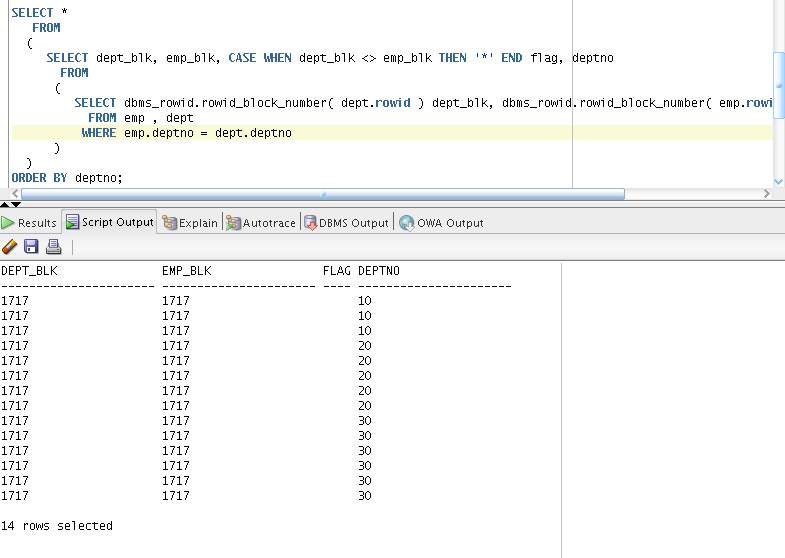 SELECT *
FROM
(
SELECT dept_blk, emp_blk, CASE WHEN dept_blk <> emp_blk THEN '*' END flag, deptno
FROM
(
SELECT dbms_rowid.rowid_block_number( dept.rowid ) dept_blk, dbms_rowid.rowid_block_number( emp.rowi
FROM emp , dept
WHERE emp.deptno = dept.deptno
)
)
ORDER BY deptno;
Results Script Output Explain Autotrace DBMS Output OWA Output
DEPT_BLK EMP_BLK FLAG DEPTNO
---------------------- ---------------------- ---- ----------------------
1717 1717 10
1717 1717 10
1717 1717 10
1717 1717 20
1717 1717 20
1717 1717 20
1717 1717 20
1717 1717 20
1717 1717 30
1717 1717 30
1717 1717 30
1717 1717 30
1717 1717 30
1717 1717 30
14 rows selected